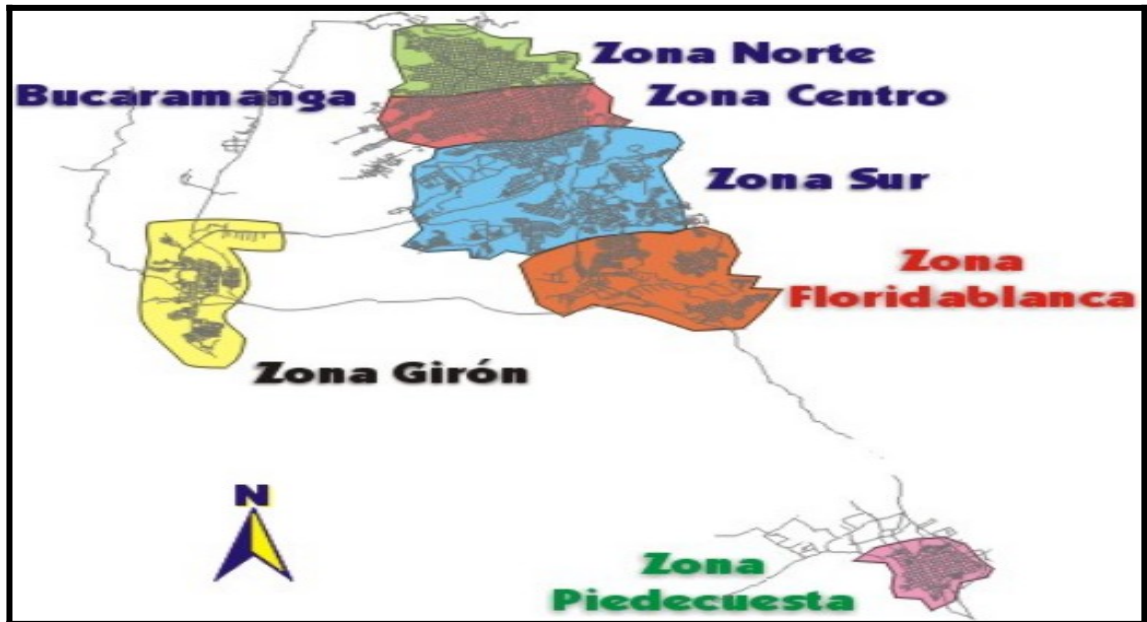 Zona Norte
Bucaramanga
Zona Centro
Zona Sur
Zona
Floridablanca
Zona Girón
N
Zona
Piedecuesta